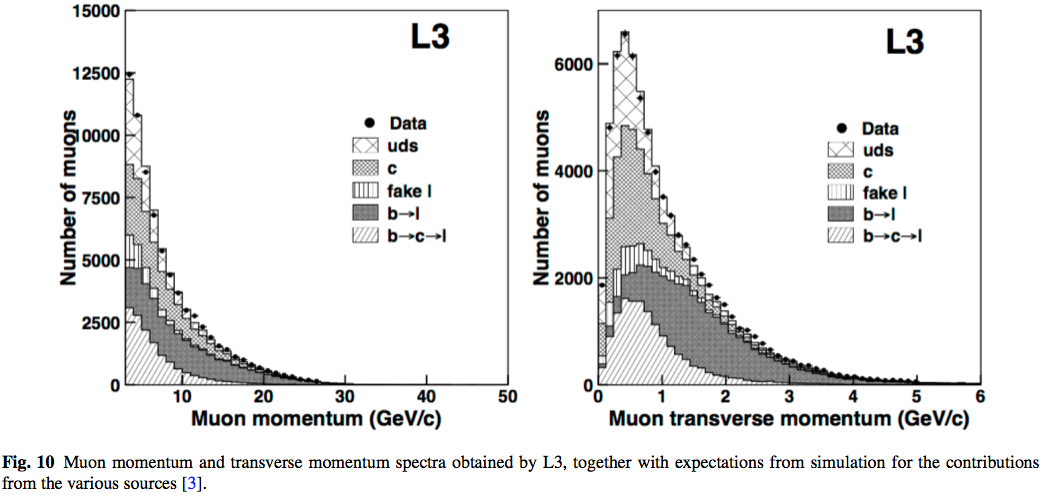 15000
12500
10000
7500
5000
2500
0
Number of muons
L3
Data
uds
c
fake l
b→l
b→c→l
10
20
30
40
50
Muon momentum (GeV/c)
6000
4000
2000
0
Number of muons
L3
Data
uds
c
fake l
b→l
b→c→l
0
1
2
3
4
5
6
Muon transverse momentum (GeV/c)
Fig. 10 Muon momentum and transverse momentum spectra obtained by L3, together with expectations from simulation for the contributions
from the various sources [3].